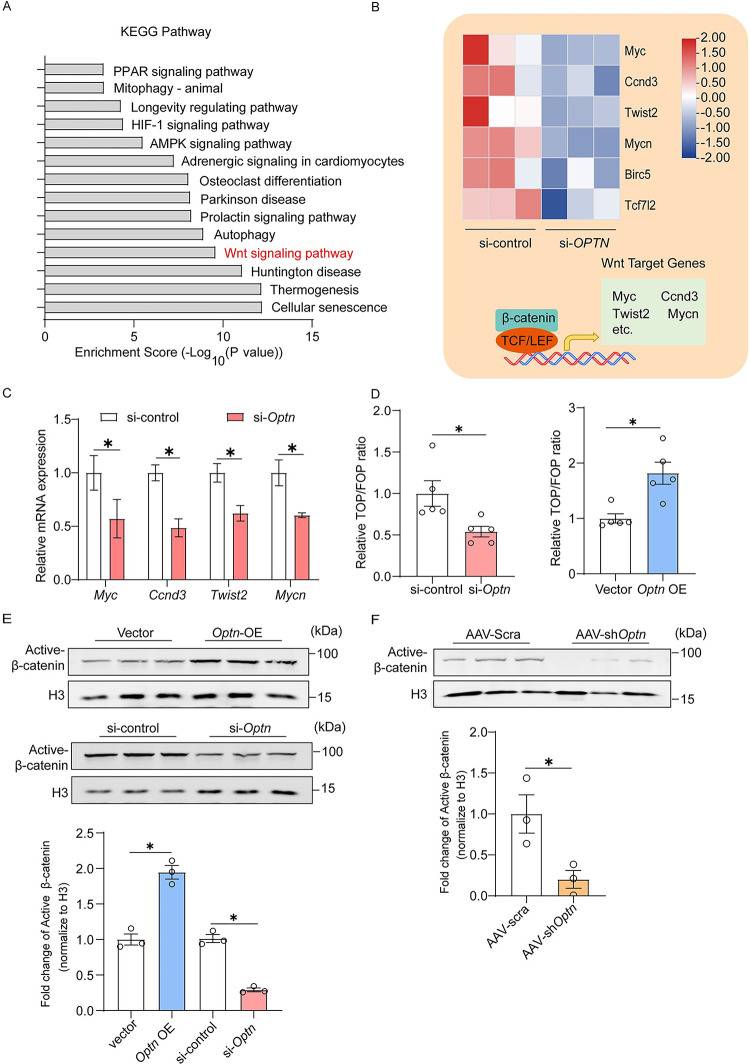 A
KEGG Pathway
PPAR signaling pathway
Mitophagy - animal
Longevity regulating pathway
HIF-1 signaling pathway
AMPK signaling pathway
Adrenergic signaling in cardiomyocytes
Osteoclast differentiation
Parkinson disease
Prolactin signaling pathway
Autophagy
Wnt signaling pathway
Huntington disease
Thermogenesis
Cellular senescence
0 5 10 15
Enrichment Score (-Log10(P value))
B
Myc
Ccnd3
Twist2
Mycn
Birc5
Tcf7l2
2.00
1.50
1.00
0.50
0.00
-0.50
-1.00
-1.50
-2.00
si-control si-OPTN
Wnt Target Genes
Myc Ccnd3
Twist2 Mycn
etc.
β-catenin
TCF/LEF
C
si-control si-Optn
Relative mRNA expression
1.5
1.0
0.5
0.0
* * * *
Myc Ccnd3 Twist2 Mycn
D
Relative TOP/FOP ratio
2.0
1.5
1.0
0.5
0.0
*
si-control si-Optn
Relative TOP/FOP ratio
3
2
1
0
*
Vector Optn OE
E
Vector Optn-OE (kDa)
Active-
β-catenin
100
H3
15
si-control si-Optn (kDa)
Active-
β-catenin
100
H3
15
Fold change of Active β-catenin
(normalize to H3)
2.5
2.0
1.5
1.0
0.5
0.0
* *
vector Optn OE si-control si-Optn
F
AAV-Scra AAV-shOptn (kDa)
Active-
β-catenin
100
H3
15
Fold change of Active β-catenin
(normalize to H3)
2.0
1.5
1.0
0.5
0.0
*
AAV-scra AAV-shOptn